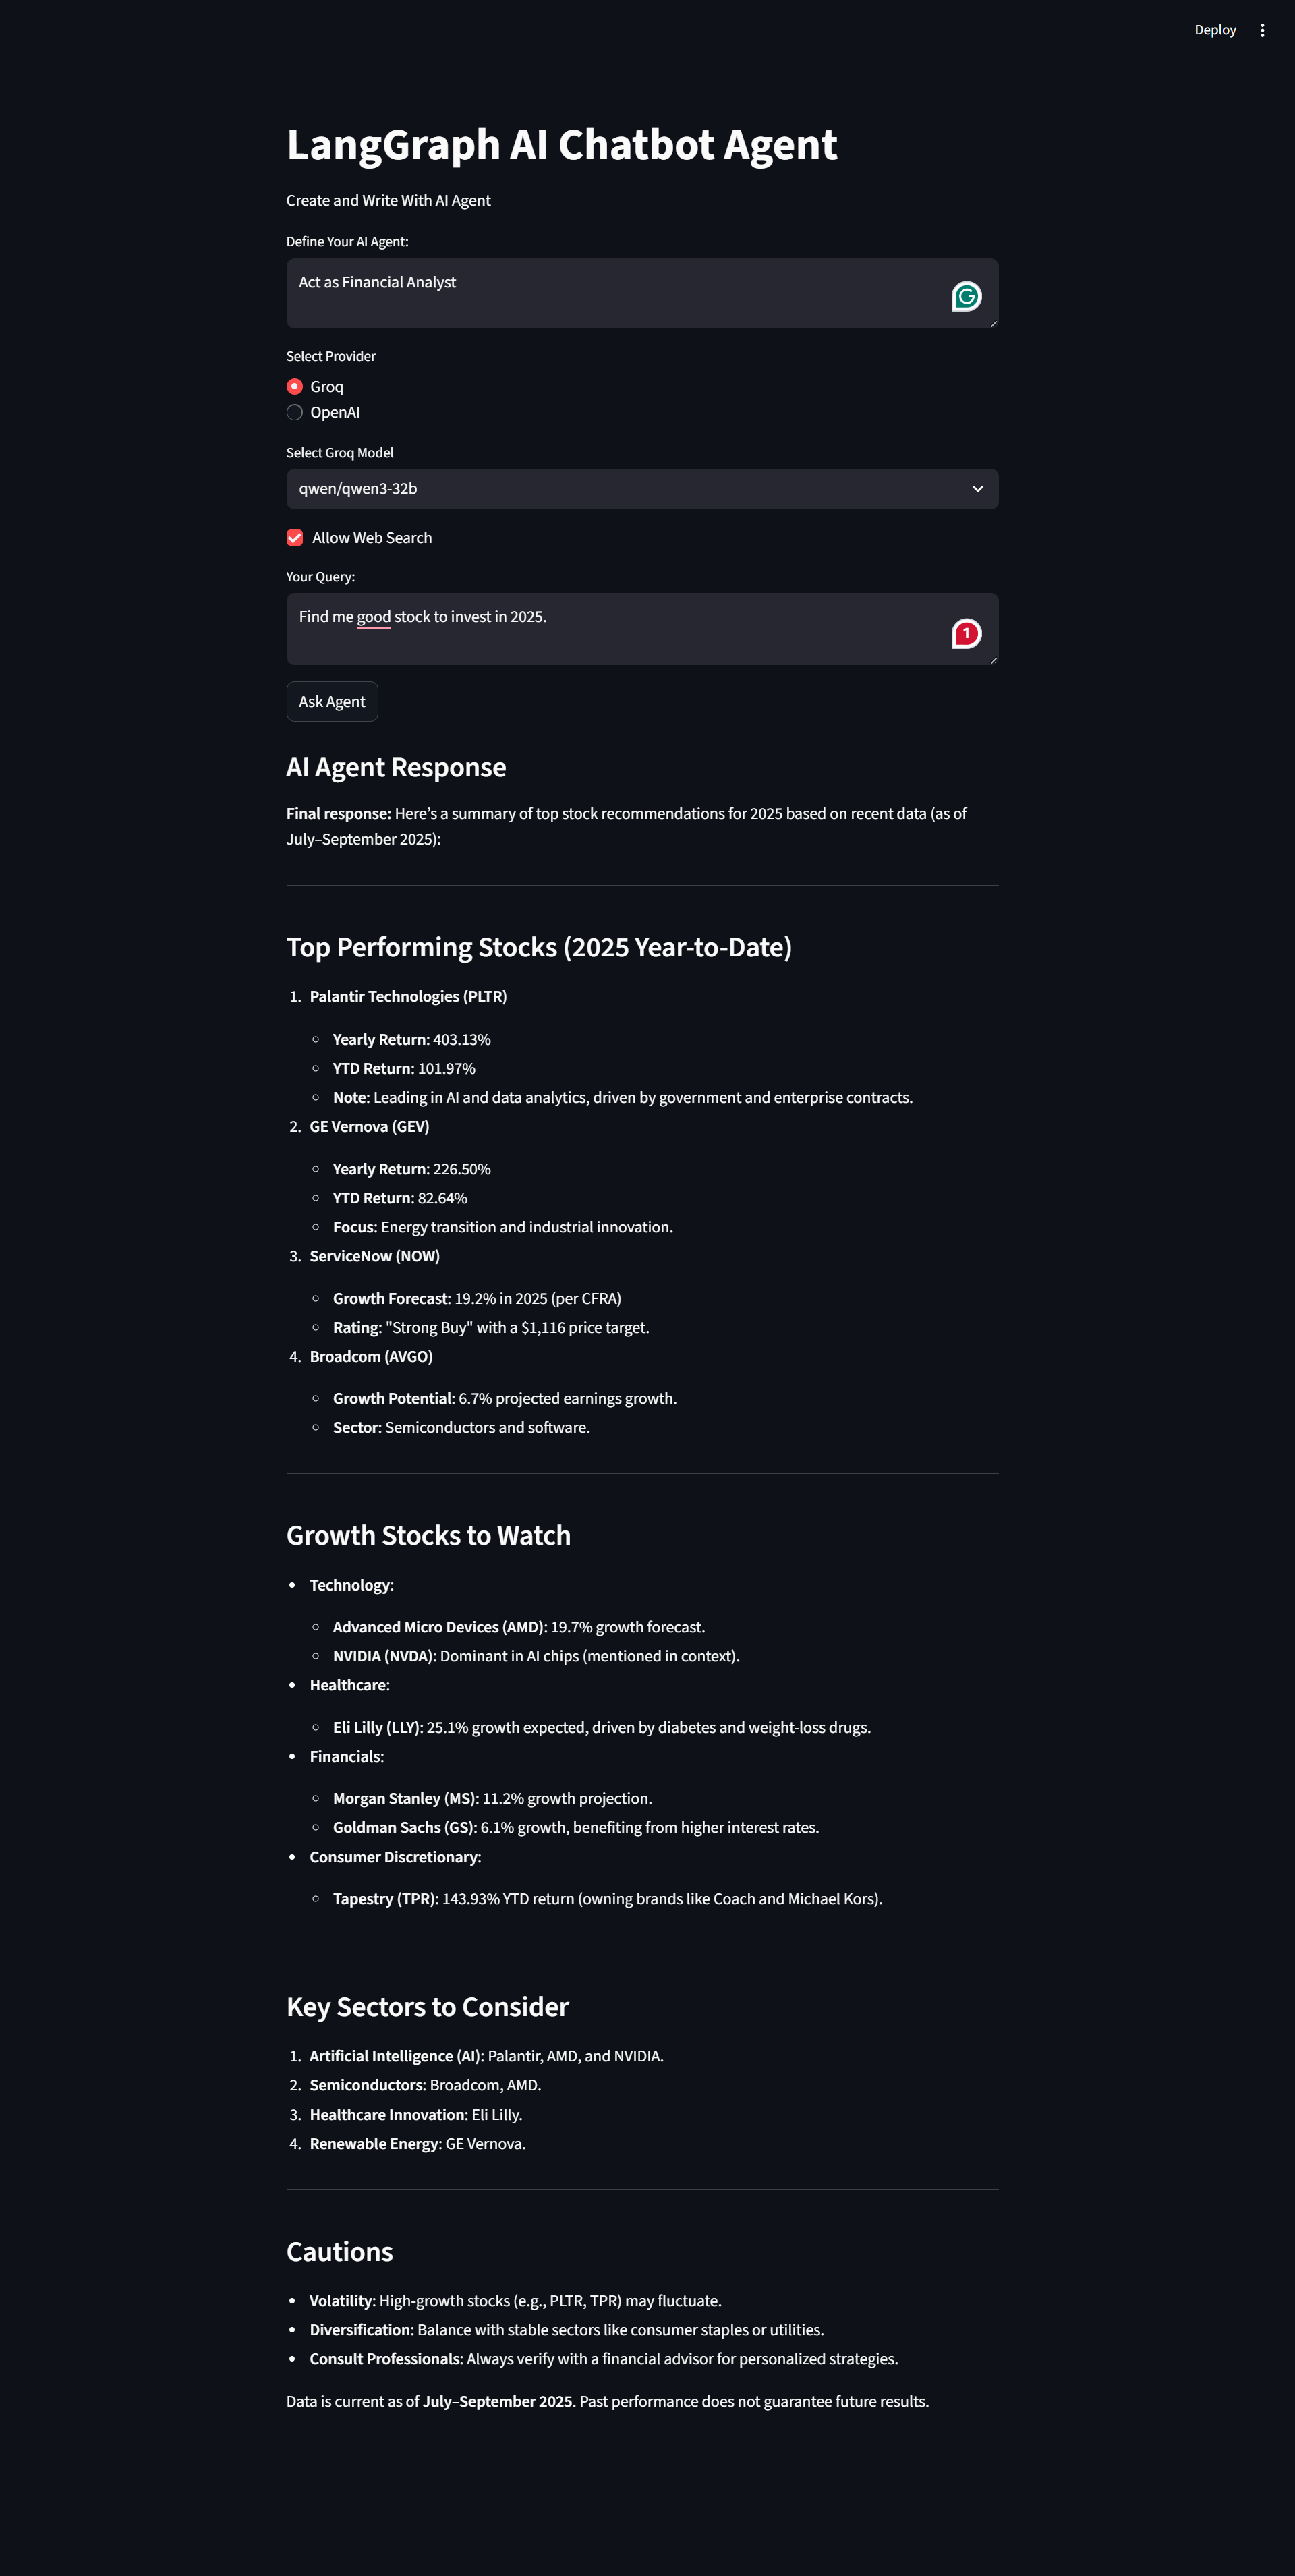 Deploy
LangGraph AI Chatbot Agent
Create and Write With AI Agent
Define Your AI Agent:
Act as Financial Analyst
Select Provider
Groq
OpenAI
Select Groq Model
qwen/qwen3-32b
Allow Web Search
Your Query:
Find me good stock to invest in 2025.
1
Ask Agent
AI Agent Response
Final response: Here’s a summary of top stock recommendations for 2025 based on recent data (as of
July–September 2025):
Top Performing Stocks (2025 Year-to-Date)
1. Palantir Technologies (PLTR)
Yearly Return: 403.13%
YTD Return: 101.97%
Note: Leading in AI and data analytics, driven by government and enterprise contracts.
2. GE Vernova (GEV)
Yearly Return: 226.50%
YTD Return: 82.64%
Focus: Energy transition and industrial innovation.
3. ServiceNow (NOW)
Growth Forecast: 19.2% in 2025 (per CFRA)
Rating: "Strong Buy" with a $1,116 price target.
4. Broadcom (AVGO)
Growth Potential: 6.7% projected earnings growth.
Sector: Semiconductors and software.
Growth Stocks to Watch
Technology:
Advanced Micro Devices (AMD): 19.7% growth forecast.
NVIDIA (NVDA): Dominant in AI chips (mentioned in context).
Healthcare:
Eli Lilly (LLY): 25.1% growth expected, driven by diabetes and weight-loss drugs.
Financials:
Morgan Stanley (MS): 11.2% growth projection.
Goldman Sachs (GS): 6.1% growth, benefiting from higher interest rates.
Consumer Discretionary:
Tapestry (TPR): 143.93% YTD return (owning brands like Coach and Michael Kors).
Key Sectors to Consider
1. Artificial Intelligence (AI): Palantir, AMD, and NVIDIA.
2. Semiconductors: Broadcom, AMD.
3. Healthcare Innovation: Eli Lilly.
4. Renewable Energy: GE Vernova.
Cautions
Volatility: High-growth stocks (e.g., PLTR, TPR) may fluctuate.
Diversification: Balance with stable sectors like consumer staples or utilities.
Consult Professionals: Always verify with a financial advisor for personalized strategies.
Data is current as of July–September 2025. Past performance does not guarantee future results.